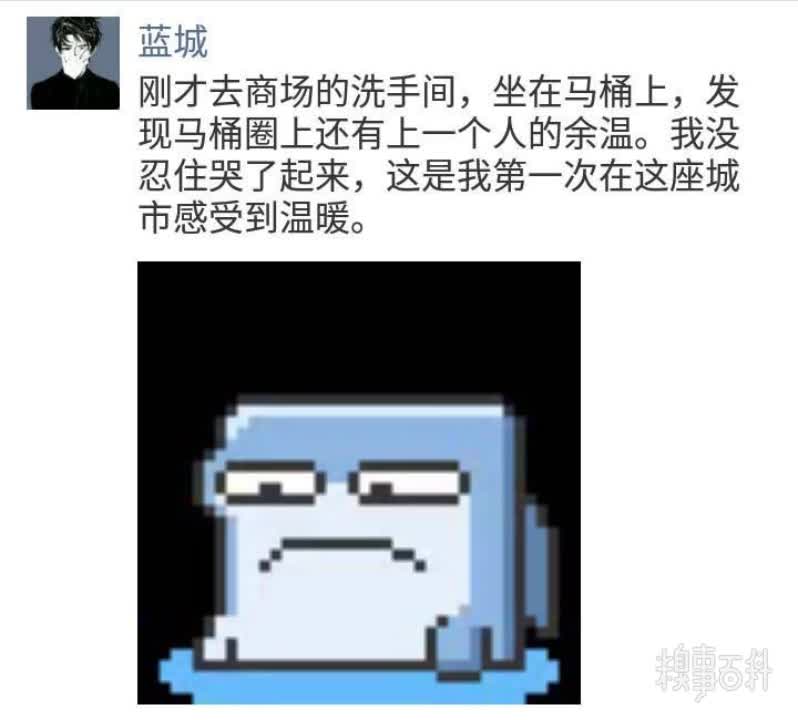 蓝城
刚才去商场的洗手间，坐在马桶上，发
现马桶圈上还有上一个人的余温。我没
忍住哭了起来，这是我第一次在这座城
市感受到温暖。
糗事百科